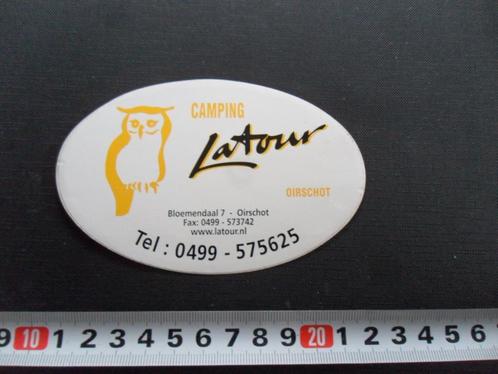 CAMPING
Latour
OIRSCHOT
Bloemendaal 7 - Oirschot
Fax: 0499 - 573742
www.latour.nl
Tel : 0499 - 575625
9 10 1 2 3 4 5 6 7 8 9 20 1 2 3 4 5 6 7